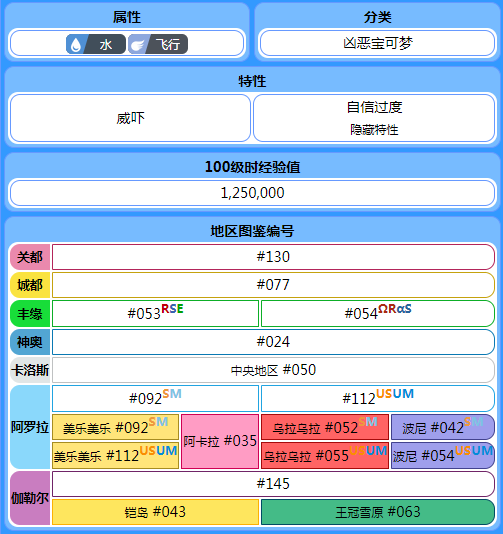 属性 分类
水 飞行 凶恶宝可梦
特性
威吓 自信过度
隐藏特性
100级时经验值
1,250,000
地区图鉴编号
关都 #130
城都 #077
丰缘 #053RSE #054ΩRαS
神奥 #024
卡洛斯 中央地区 #050
阿罗拉 #092SM #112USUM
美乐美乐 #092SM 阿卡拉 #035 乌拉乌拉 #052SM 波尼 #042SM
美乐美乐 #112USUM 乌拉乌拉 #055USUM 波尼 #054USUM
伽勒尔 #145
铠岛 #043 王冠雪原 #063